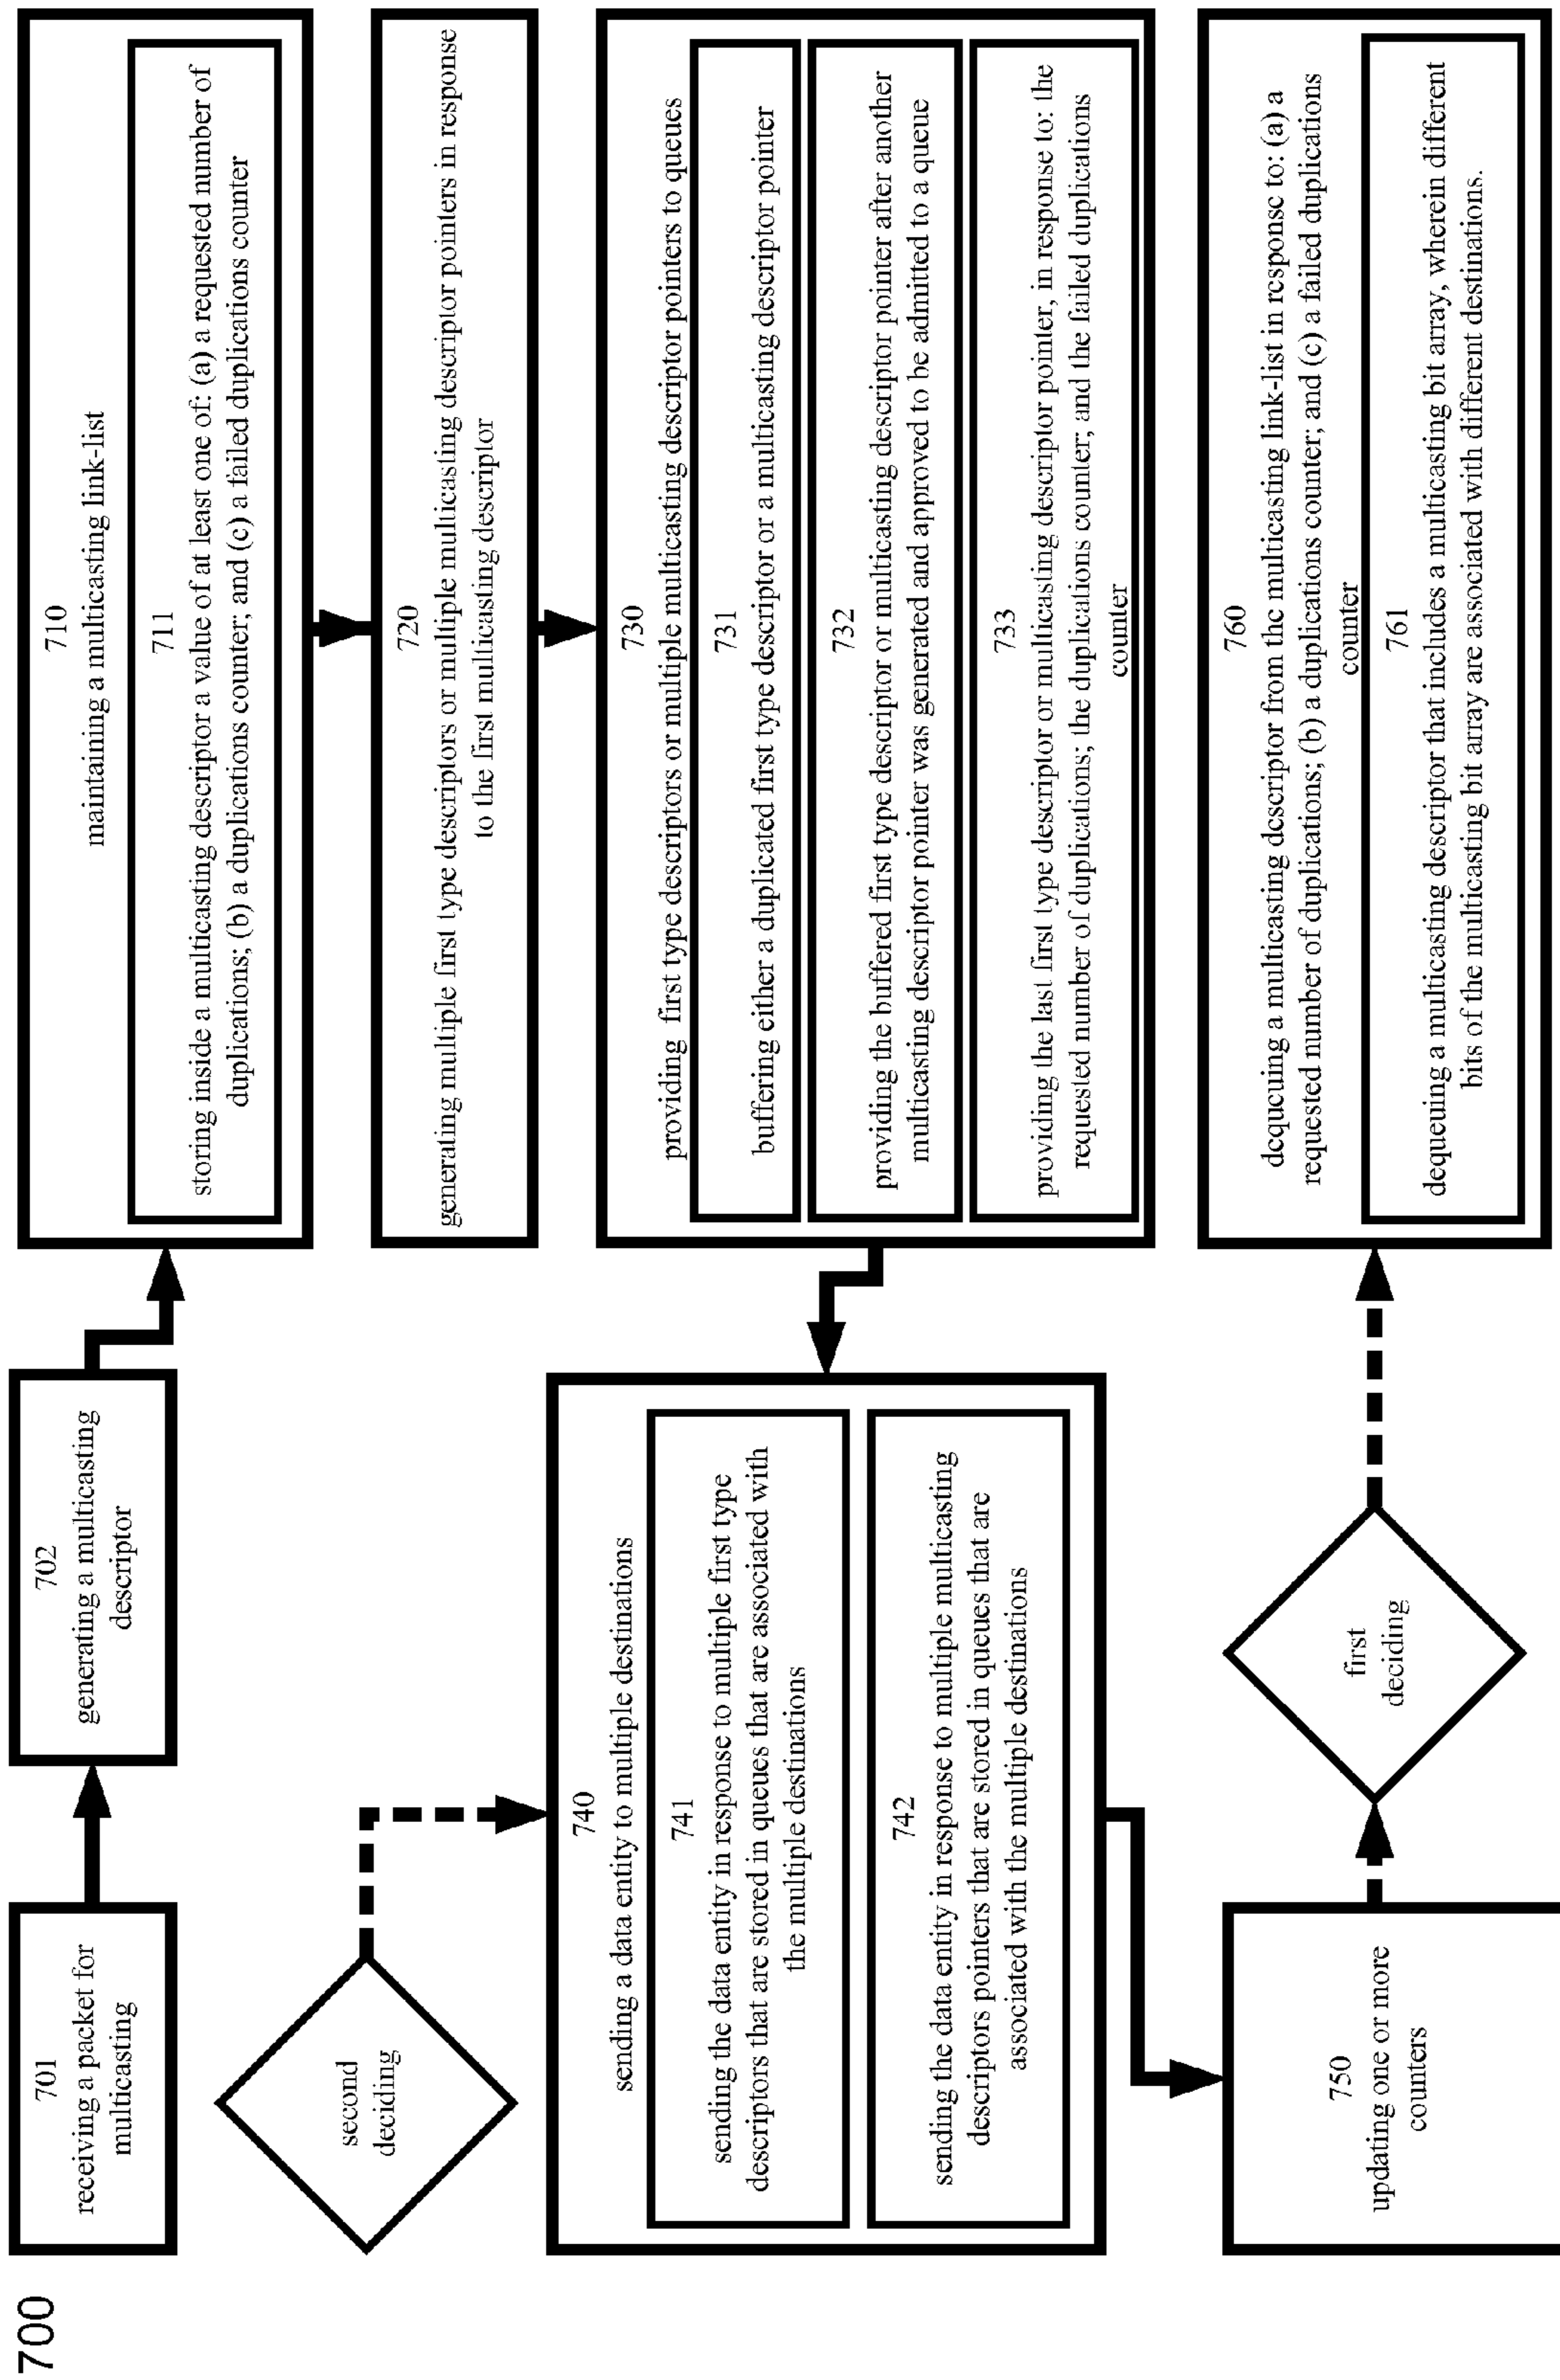 700
701
receiving a packet for
multicasting
702
generating a multicasting
descriptor
710
maintaining a multicasting link-list
711
storing inside a multicasting descriptor a value of at least one of: (a) a requested number of
duplications; (b) a duplications counter; and (c) a failed duplications counter
720
generating multiple first type descriptors or multiple multicasting descriptor pointers in response
to the first multicasting descriptor
730
providing first type descriptors or multiple multicasting descriptor pointers to queues
731
buffering either a duplicated first type descriptor or a multicasting descriptor pointer
732
providing the buffered first type descriptor or multicasting descriptor pointer after another
multicasting descriptor pointer was generated and approved to be admitted to a queue
733
providing the last first type descriptor or multicasting descriptor pointer, in response to: the
requested number of duplications; the duplications counter; and the failed duplications
counter
second
deciding
740
sending a data entity to multiple destinations
741
sending the data entity in response to multiple first type
descriptors that are stored in queues that are associated with
the multiple destinations
742
sending the data entity in response to multiple multicasting
descriptors pointers that are stored in queues that are
associated with the multiple destinations
750
updating one or more
counters
first
deciding
760
dequeuing a multicasting descriptor from the multicasting link-list in response to: (a) a
requested number of duplications; (b) a duplications counter; and (c) a failed duplications
counter
761
dequeuing a multicasting descriptor that includes a multicasting bit array, wherein different
bits of the multicasting bit array are associated with different destinations.